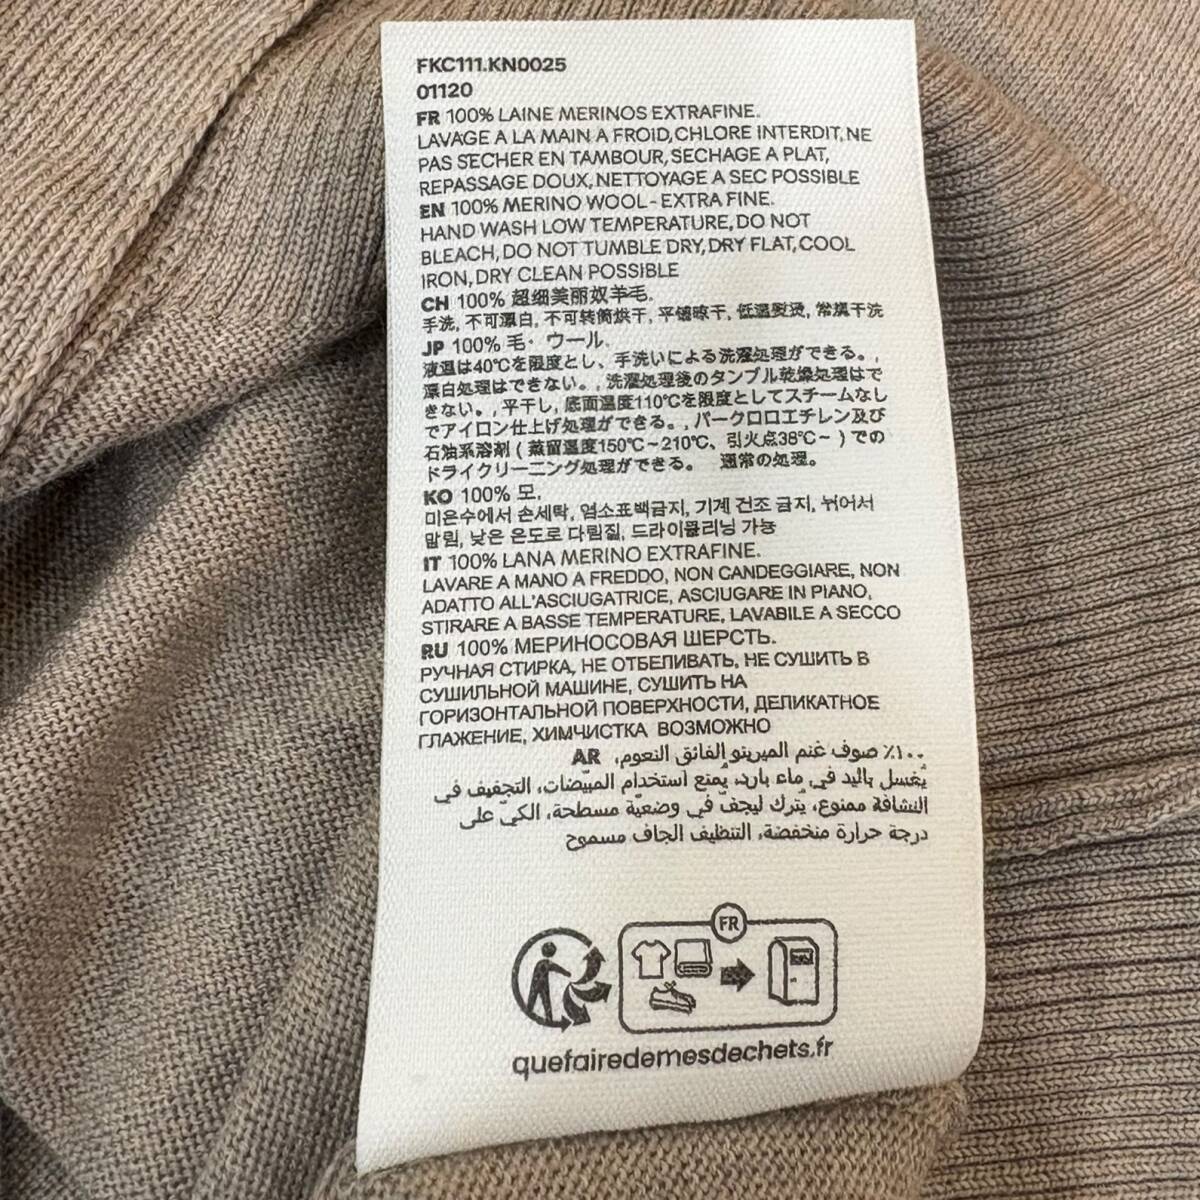 FKC111.KN0025
01120
FR 100% LAINE MERINOS EXTRAFINE.
LAVAGE A LA MAIN A FROID, CHLORE INTERDIT, NE
PAS SECHER EN TAMBOUR, SECHAGE A PLAT,
REPASSAGE DOUX, NETTOYAGE A SEC POSSIBLE
EN 100% MERINO WOOL - EXTRA FINE.
HAND WASH LOW TEMPERATURE, DO NOT
BLEACH, DO NOT TUMBLE DRY, DRY FLAT, COOL
IRON, DRY CLEAN POSSIBLE
CH 100% 超细美丽奴羊毛.
手洗, 不可漂白, 不可转筒烘干, 平铺晾干, 低温熨烫, 常规干洗
JP 100% 毛・ウール.
液温は40℃を限度とし、手洗いによる洗濯処理ができる。,
漂白処理はできない。, 洗濯処理後のタンブル乾燥処理はで
きない。, 平干し, 底面温度110℃を限度としてスチームなし
でアイロン仕上げ処理ができる。, パークロロエチレン及び
石油系溶剤 ( 蒸留温度150℃～210℃、引火点38℃～ ) での
ドライクリーニング処理ができる。 通常の処理。
KO 100% 모.
미온수에서 손세탁, 염소표백금지, 기계 건조 금지, 뉘어서
말림, 낮은 온도로 다림질, 드라이클리닝 가능
IT 100% LANA MERINO EXTRAFINE.
LAVARE A MANO A FREDDO, NON CANDEGGIARE, NON
ADATTO ALL'ASCIUGATRICE, ASCIUGARE IN PIANO,
STIRARE A BASSE TEMPERATURE, LAVABILE A SECCO
RU 100% МЕРИНОСОВАЯ ШЕРСТЬ.
РУЧНАЯ СТИРКА, НЕ ОТБЕЛИВАТЬ, НЕ СУШИТЬ В
СУШИЛЬНОЙ МАШИНЕ, СУШИТЬ НА
ГОРИЗОНТАЛЬНОЙ ПОВЕРХНОСТИ, ДЕЛИКАТНОЕ
ГЛАЖЕНИЕ, ХИМЧИСТКА ВОЗМОЖНО
١٠٠٪ صوف غنم الميرينو الفائق النعوم. AR
يُغسل باليد في ماء بارد، يُمنع استخدام المبيّضات، التجفيف في
النشافة ممنوع، يُترك ليجفّ في وضعيّة مسطحة، الكيّ على
درجة حرارة منخفضة، التنظيف الجاف مسموح
FR
quefairedemesdechets.fr